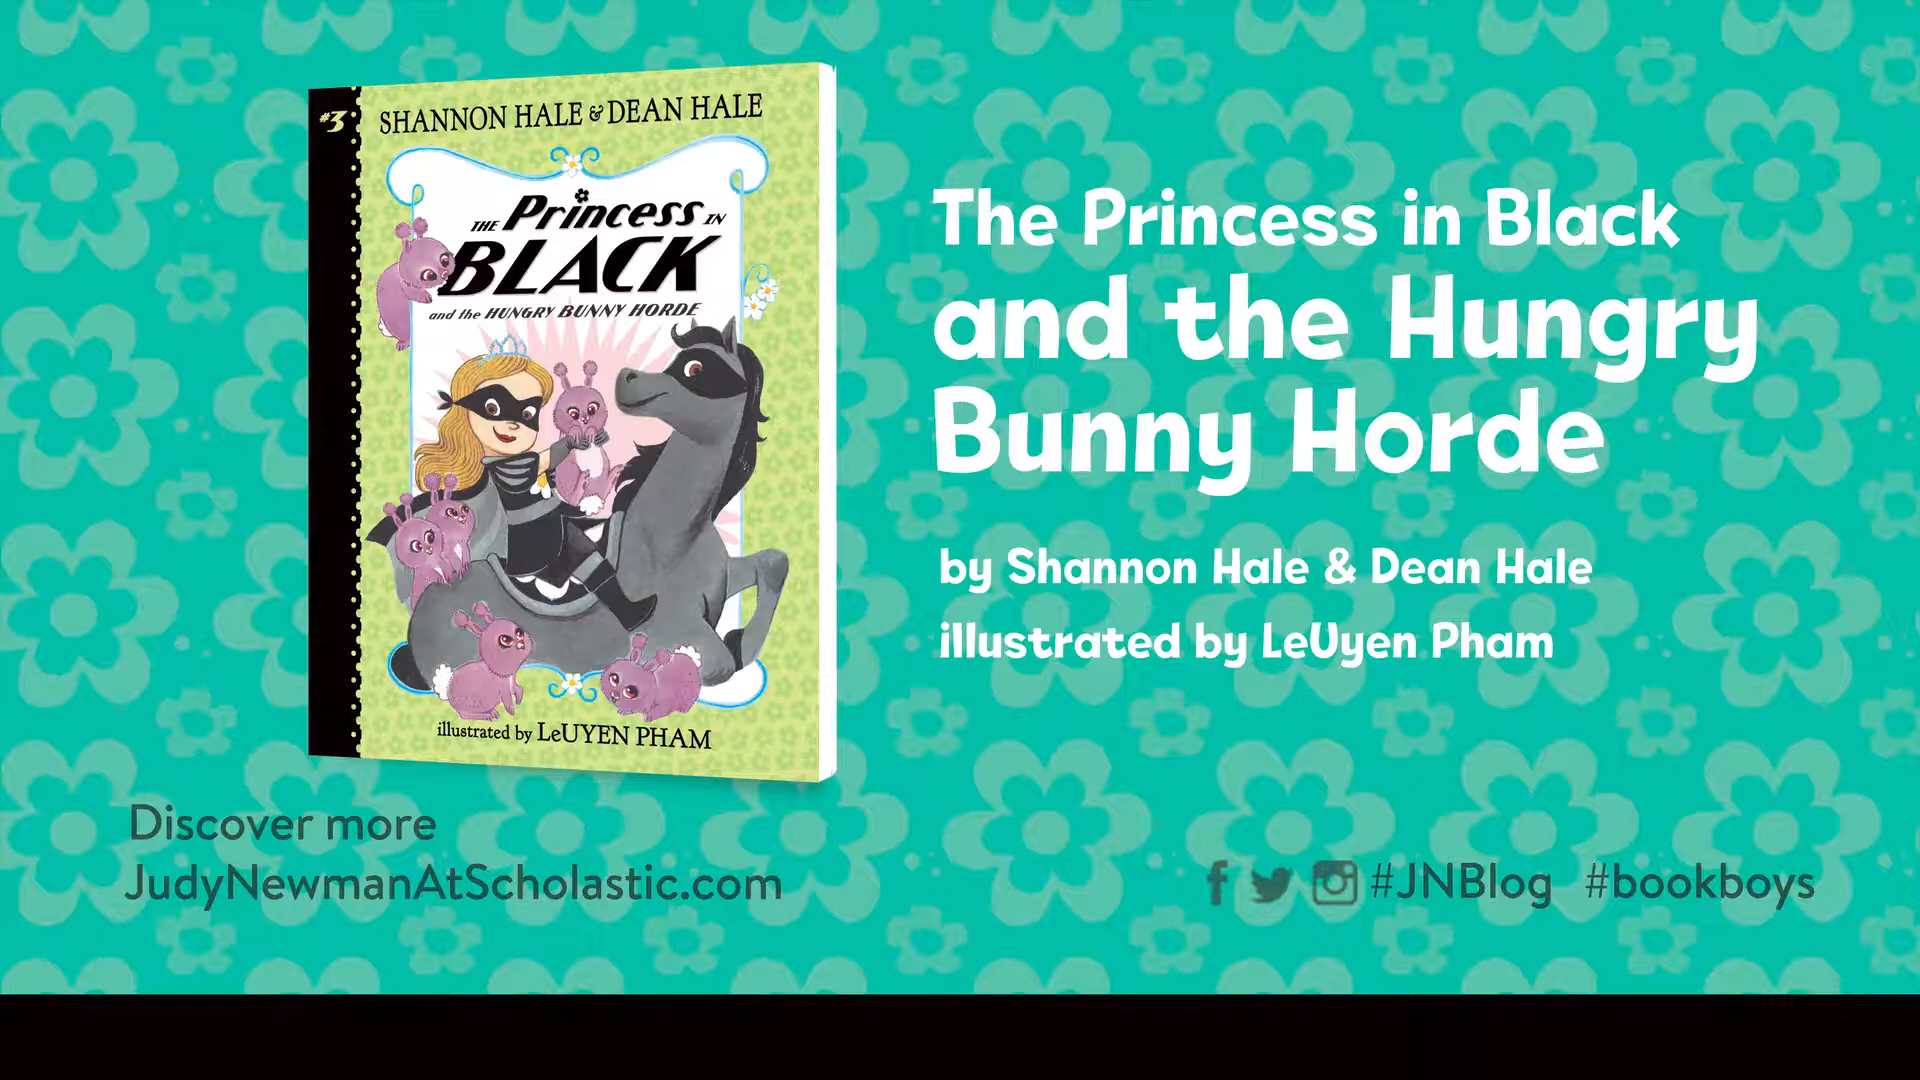 #3
SHANNON HALE & DEAN HALE
THE Princess IN
BLACK
and the HUNGRY BUNNY HORDE
illustrated by LeUYEN PHAM
The Princess in Black
and the Hungry
Bunny Horde
by Shannon Hale & Dean Hale
illustrated by LeUyen Pham
Discover more
JudyNewmanAtScholastic.com
#JNBlog #bookboys